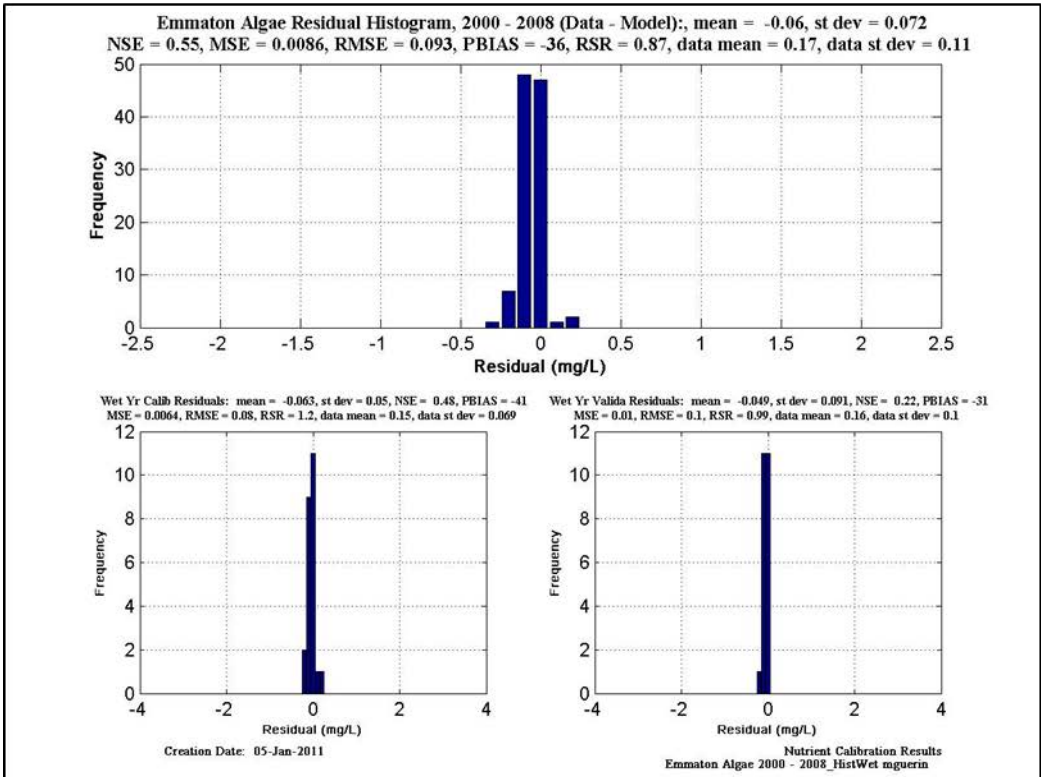 Emmaton Algae Residual Histogram, 2000 - 2008 (Data - Model):, mean = -0.06, st dev = 0.072
NSE = 0.55, MSE = 0.0086, RMSE = 0.093, PBIAS = -36, RSR = 0.87, data mean = 0.17, data st dev = 0.11
50
40
30
20
10
0
Frequency
-2.5 -2 -1.5 -1 -0.5 0 0.5 1 1.5 2 2.5
Residual (mg/L)
Wet Yr Calib Residuals: mean = -0.063, st dev = 0.05, NSE = 0.48, PBIAS = -41
MSE = 0.0064, RMSE = 0.08, RSR = 1.2, data mean = 0.15, data st dev = 0.069
12
10
8
6
4
2
0
Frequency
-4 -2 0 2 4
Residual (mg/L)
Creation Date: 05-Jan-2011
Wet Yr Valida Residuals: mean = -0.049, st dev = 0.091, NSE = 0.22, PBIAS = -31
MSE = 0.01, RMSE = 0.1, RSR = 0.99, data mean = 0.16, data st dev = 0.1
12
10
8
6
4
2
0
Frequency
-4 -2 0 2 4
Residual (mg/L)
Nutrient Calibration Results
Emmaton Algae 2000 - 2008_HistWet mguerin